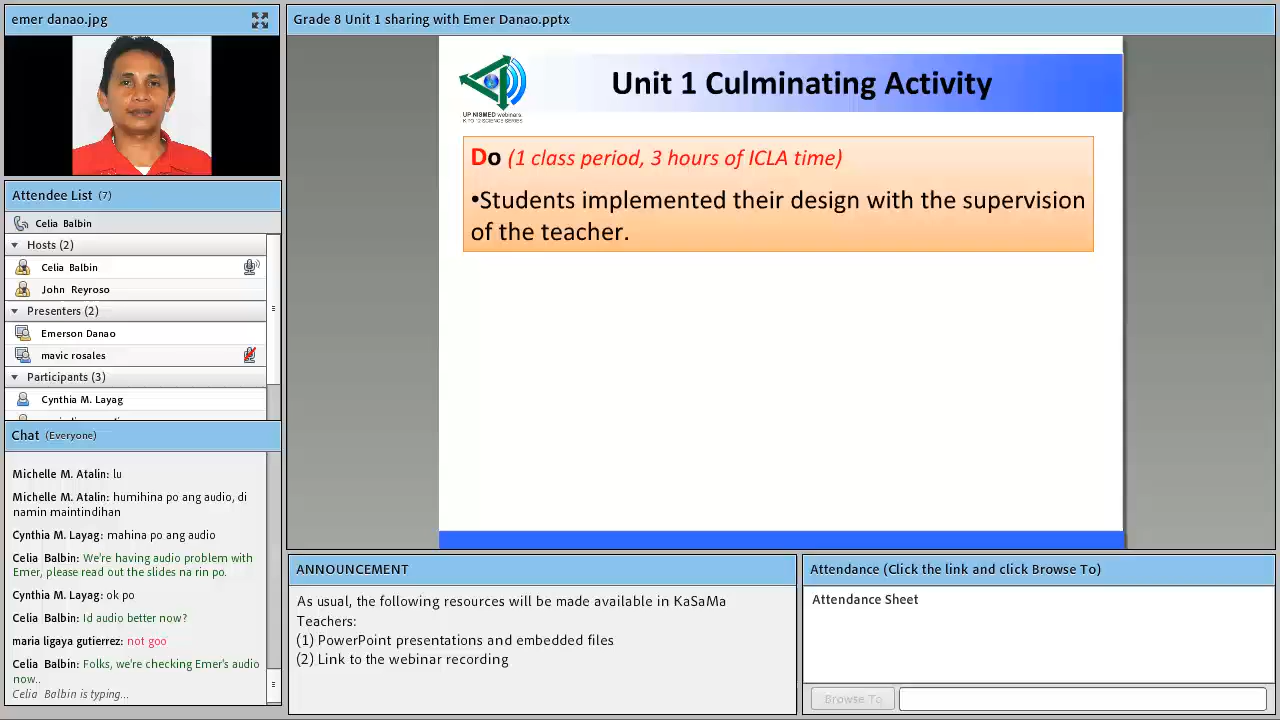 emer danao.jpg
Attendee List (7)
Celia Balbin
Hosts (2)
Celia Balbin
John Reyroso
Presenters (2)
Emerson Danao
mavic rosales
Participants (3)
Cynthia M. Layag
Chat (Everyone)
Michelle M. Atalin: lu
Michelle M. Atalin: humihina po ang audio, di
namin maintindihan
Cynthia M. Layag: mahina po ang audio
Celia Balbin: We're having audio problem with
Emer, please read out the slides na rin po.
Cynthia M. Layag: ok po
Celia Balbin: Id audio better now?
maria ligaya gutierrez: not goo
Celia Balbin: Folks, we're checking Emer's audio
now..
Celia Balbin is typing...
Grade 8 Unit 1 sharing with Emer Danao.pptx
UP NISMED webinars
K TO 12 SCIENCE SERIES
Unit 1 Culminating Activity
Do (1 class period, 3 hours of ICLA time)
•Students implemented their design with the supervision
of the teacher.
ANNOUNCEMENT
As usual, the following resources will be made available in KaSaMa
Teachers:
(1) PowerPoint presentations and embedded files
(2) Link to the webinar recording
Attendance (Click the link and click Browse To)
Attendance Sheet
Browse To